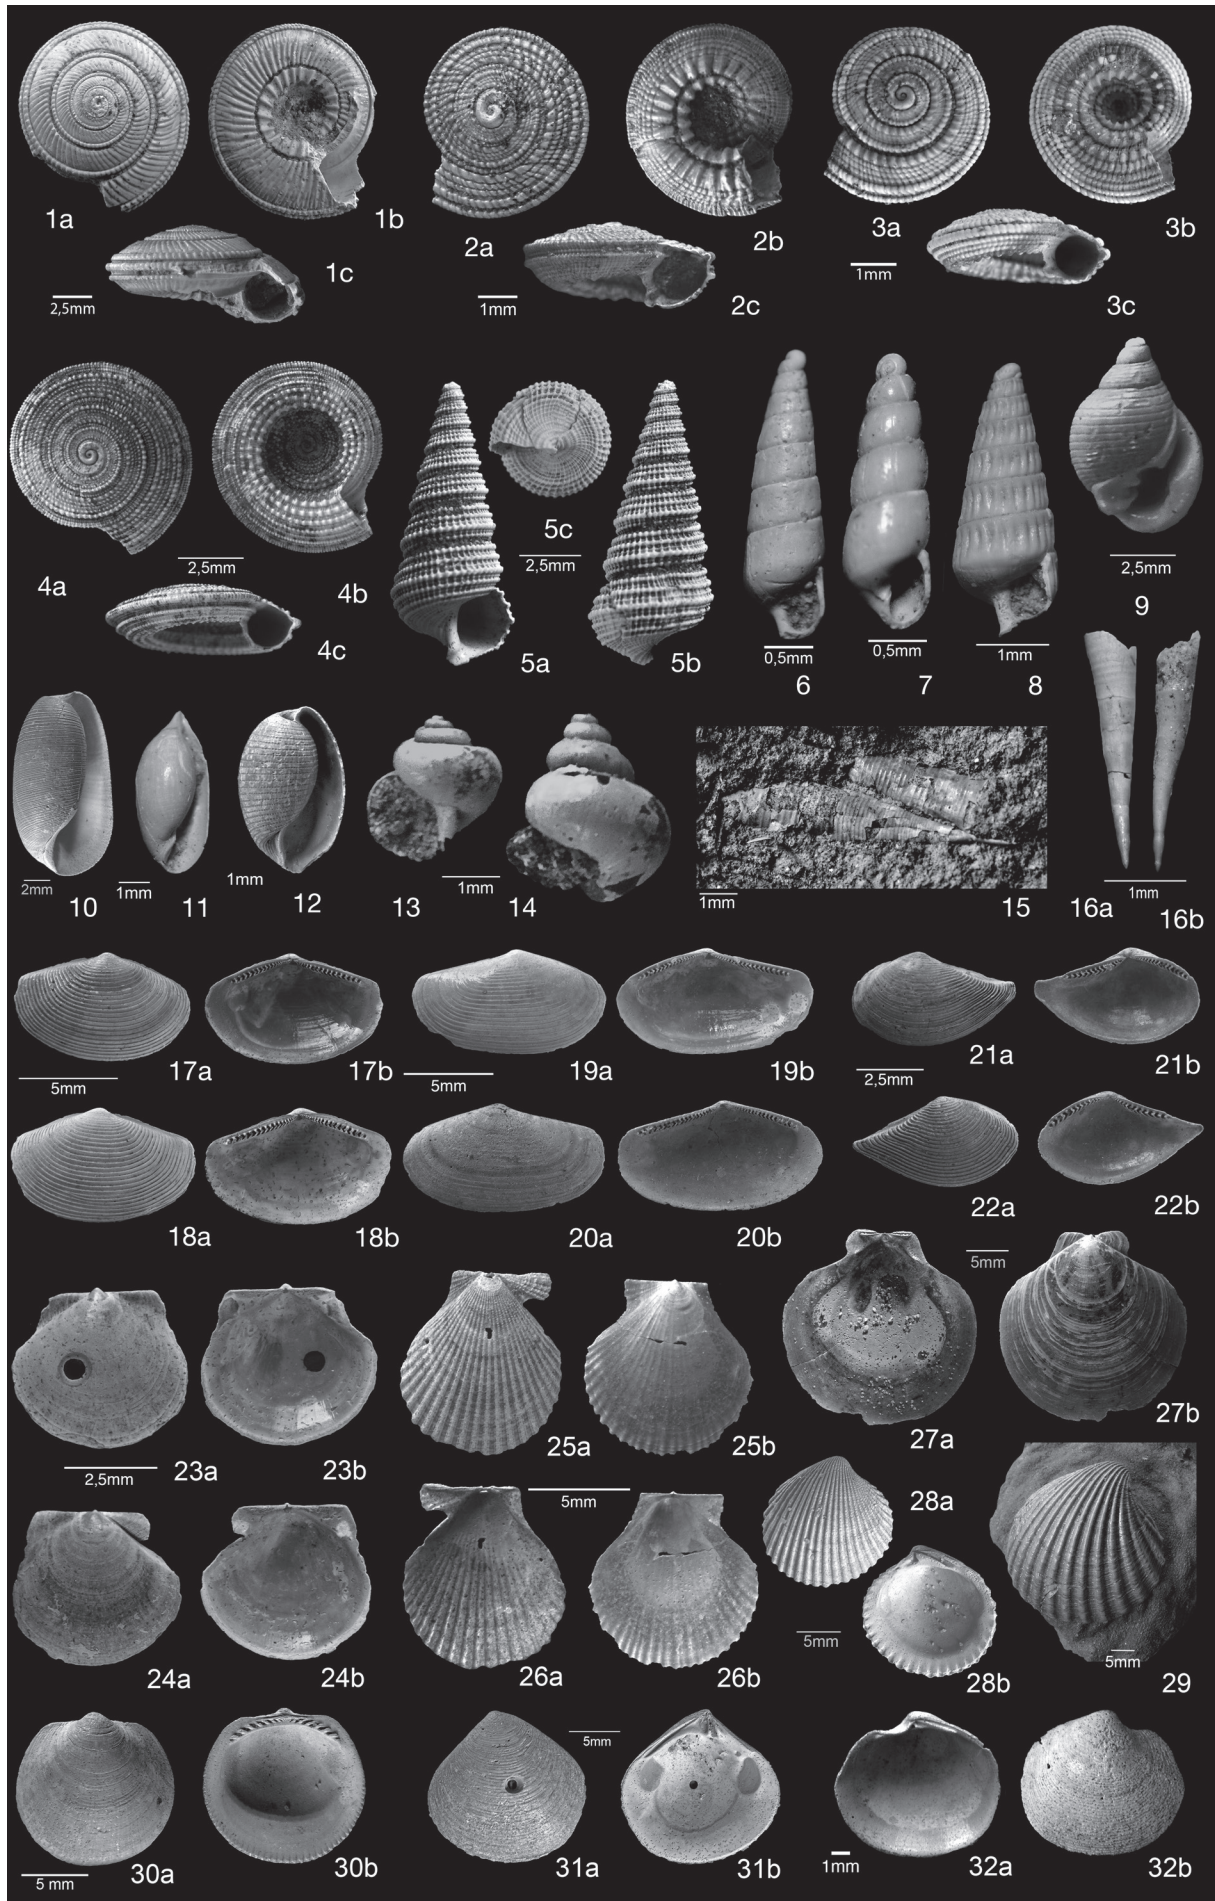 1a
1b
2a
2b
3a
3b
1c
2,5mm
1mm
2c
1mm
3c
4a
2,5mm
4b
4c
5c
2,5mm
5a
5b
0,5mm
6
0,5mm
7
1mm
8
2,5mm
9
2mm
10
1mm
11
1mm
12
13
1mm
14
1mm
15
16a
1mm
16b
17a
17b
5mm
19a
19b
5mm
21a
21b
2,5mm
18a
18b
20a
20b
22a
22b
5mm
23a
23b
2,5mm
25a
25b
27a
27b
5mm
24a
24b
26a
26b
28a
5mm
28b
5mm
29
30a
5 mm
30b
5mm
31a
31b
1mm
32a
32b